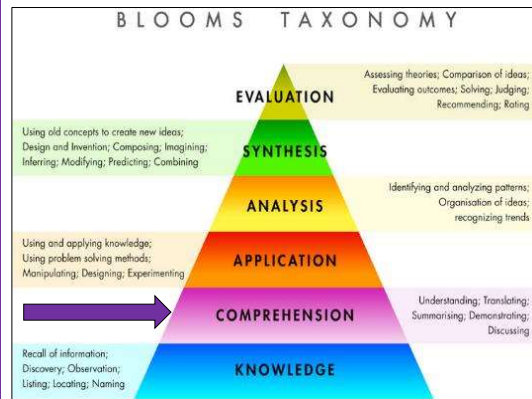 BLOOMS TAXONOMY
Assessing theories; Comparison of ideas;
Evaluating outcomes; Solving; Judging;
Recommending; Rating
EVALUATION
Using old concepts to create new ideas;
Design and Invention; Composing; Imagining;
Inferring; Modifying; Predicting; Combining
SYNTHESIS
Identifying and analyzing patterns;
Organisation of ideas;
recognizing trends
ANALYSIS
Using and applying knowledge;
Using problem solving methods;
Manipulating; Designing; Experimenting
APPLICATION
Understanding; Translating;
Summarising; Demonstrating;
Discussing
COMPREHENSION
Recall of information;
Discovery; Observation;
Listing; Locating; Naming
KNOWLEDGE